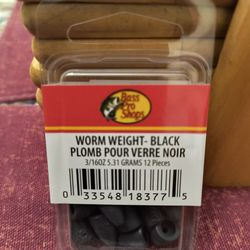 Bass
Pro
Shops
WORM WEIGHT- BLACK
PLOMB POUR VERRE NOIR
3/16OZ 5.31 GRAMS 12 Pieces
0 33548 18377 5